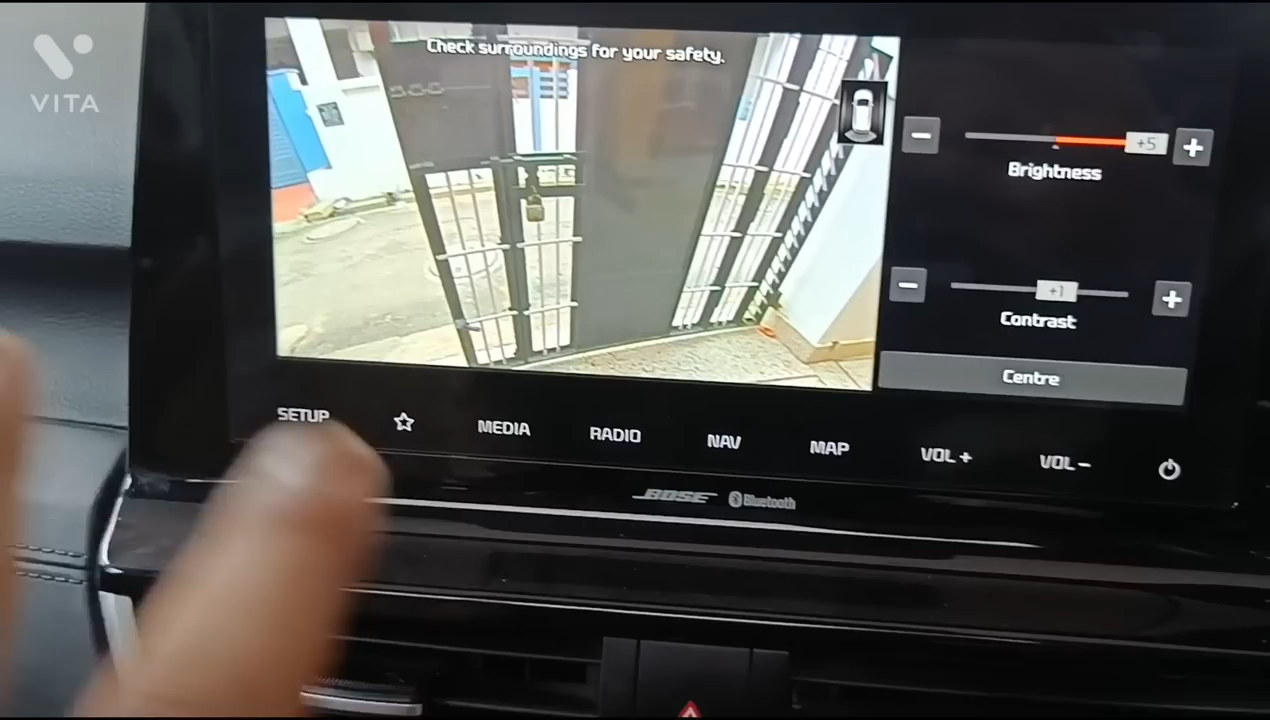 VITA
Check surroundings for your safety.
− +5 +
Brightness
− +1 +
Contrast
Centre
SETUP MEDIA RADIO NAV MAP VOL + VOL −
BOSE Bluetooth